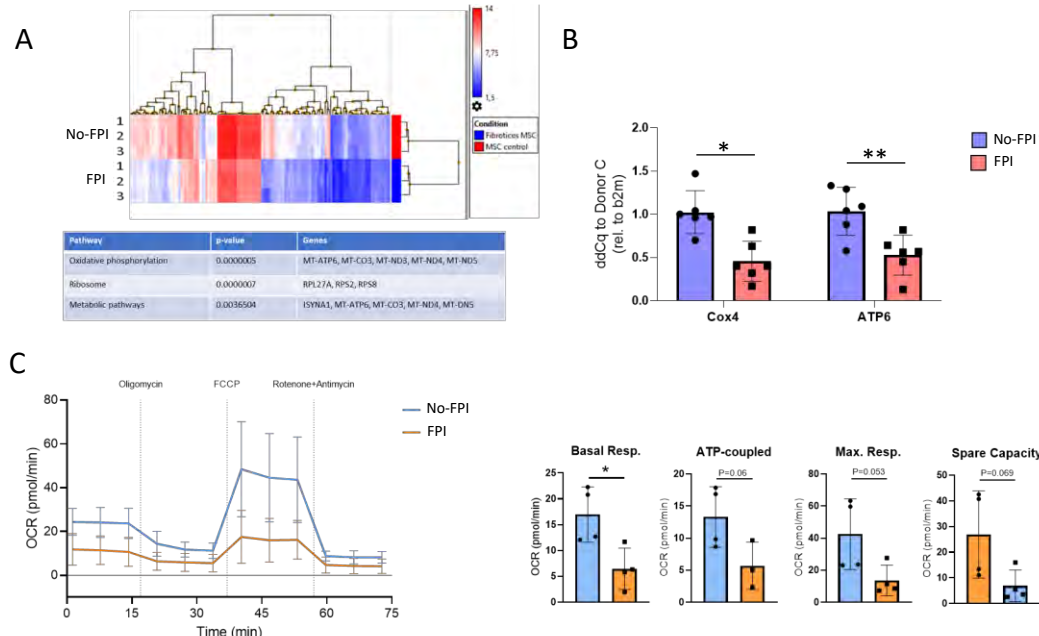 A
14
7,75
1,5
Condition
Fibrotices MSC
MSC control
No-FPI
1
2
3
FPI
1
2
3
Pathway p-value Genes
Oxidative phosphorylation 0.0000005 MT-ATP6, MT-CO3, MT-ND3, MT-ND4, MT-ND5
Ribosome 0.0000007 RPL27A, RPS2, RPS8
Metabolic pathways 0.0036504 ISYNA1, MT-ATP6, MT-CO3, MT-ND4, MT-DN5
B
ddCq to Donor C
(rel. to b2m)
2.0
1.5
1.0
0.5
0.0
*
**
Cox4 ATP6
No-FPI
FPI
C
Oligomycin FCCP Rotenone+Antimycin
OCR (pmol/min)
80
60
40
20
0
0 15 30 45 60 75
Time (min)
No-FPI
FPI
Basal Resp.
*
OCR (pmol/min)
25
20
15
10
5
0
ATP-coupled
P=0.06
OCR (pmol/min)
20
15
10
5
0
Max. Resp.
P=0.053
OCR (pmol/min)
80
60
40
20
0
Spare Capacity
P=0.069
OCR (pmol/min)
50
40
30
20
10
0